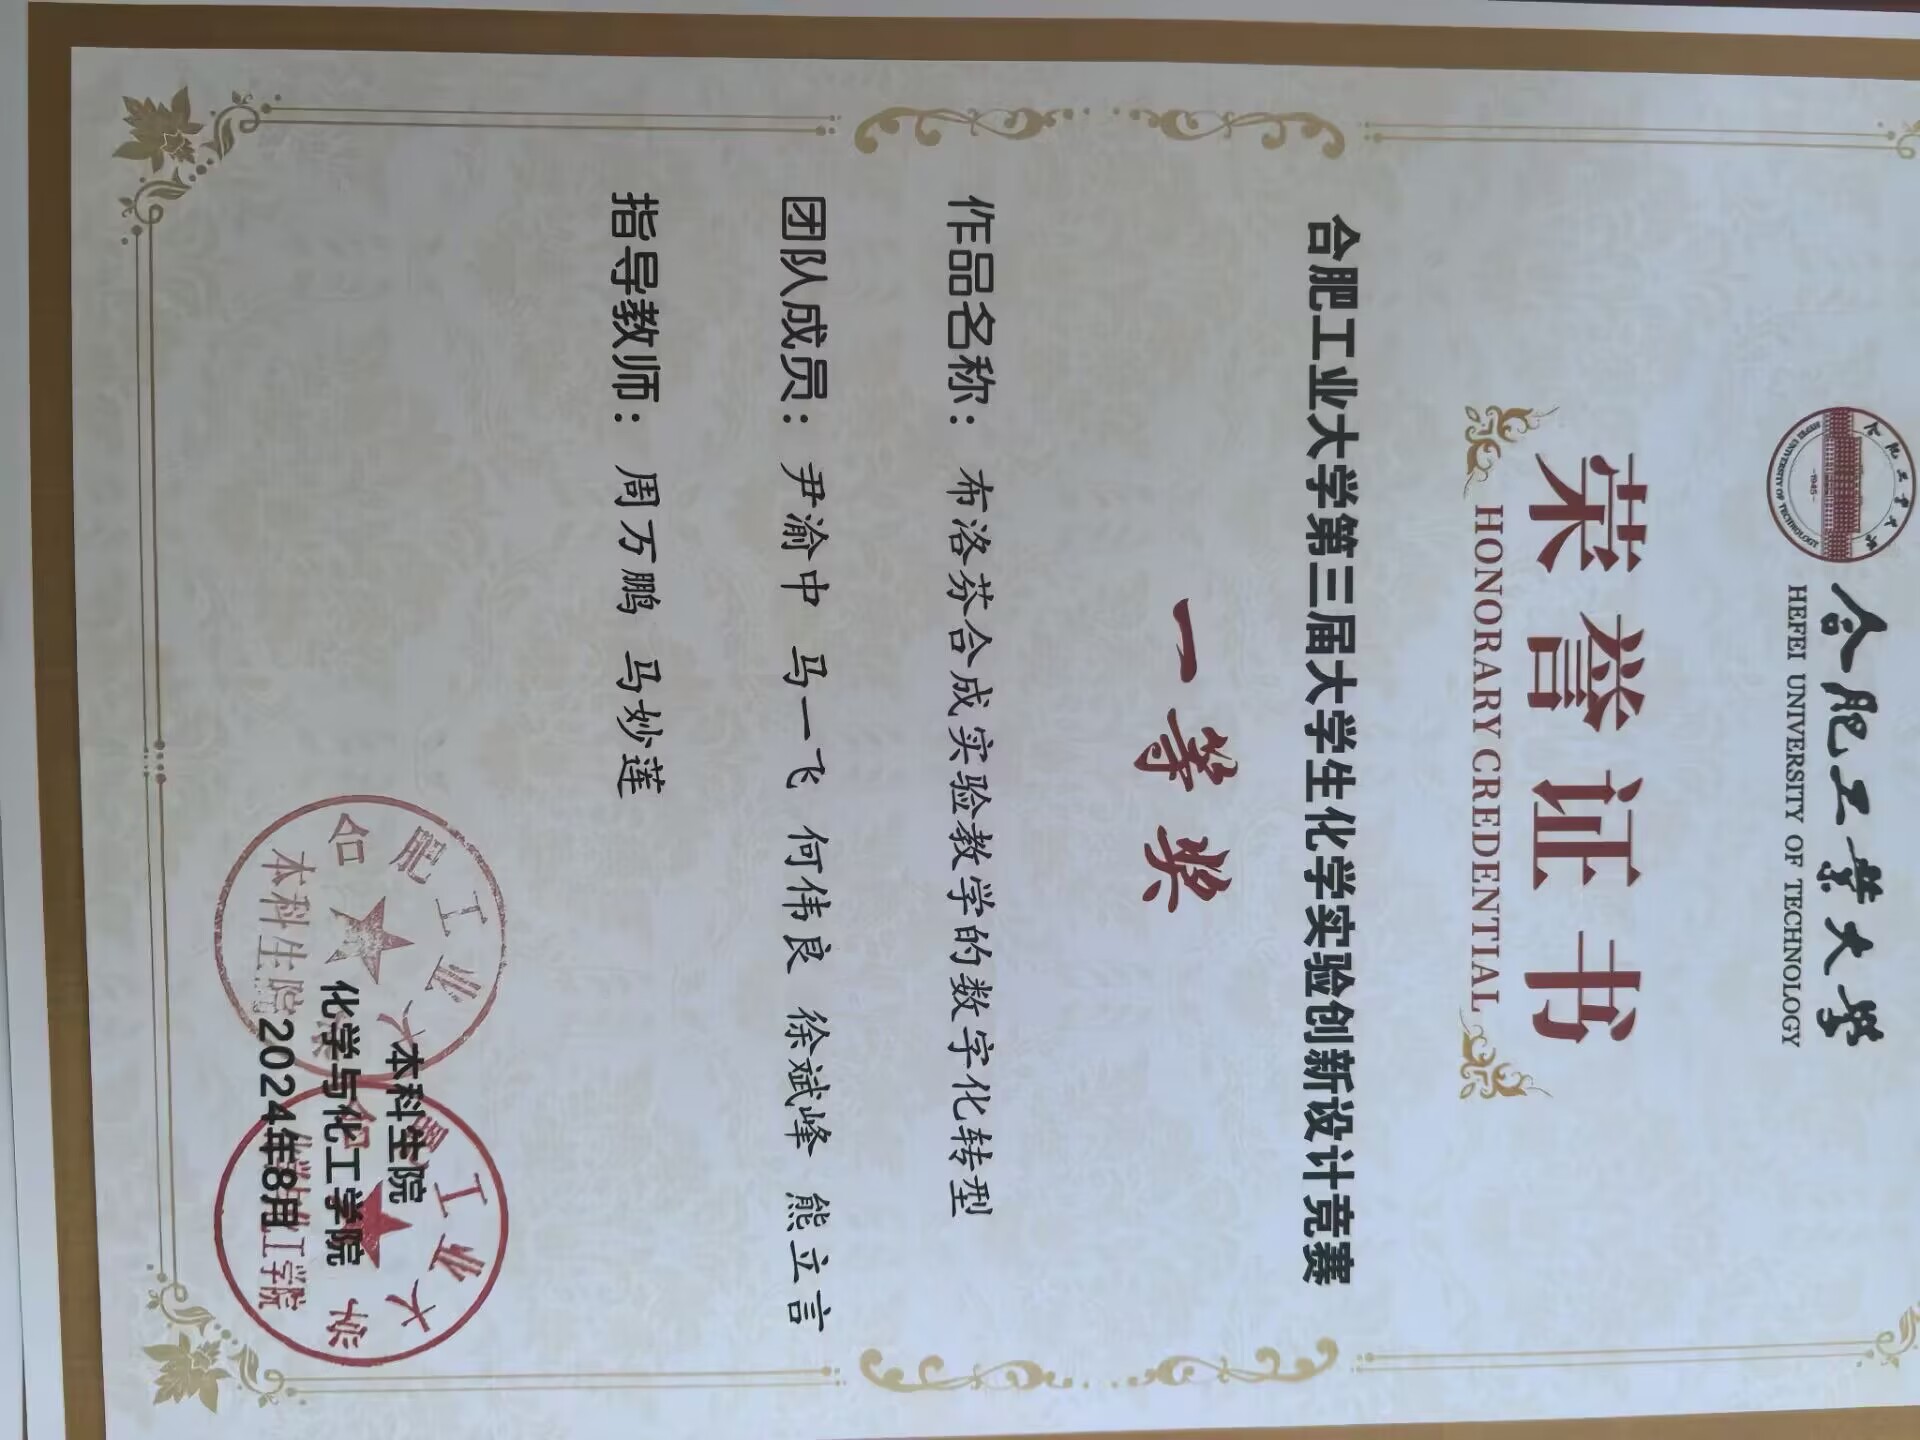 合肥工業大學
HEFEI UNIVERSITY OF TECHNOLOGY
合肥工業大學
-1945-
HEFEI UNIVERSITY OF TECHNOLOGY
荣誉证书
HONORARY CREDENTIAL
合肥工业大学第三届大学生化学实验创新设计竞赛
一等奖
作品名称：布洛芬合成实验教学的数字化转型
团队成员：尹渝中 马一飞 何伟良 徐斌峰 熊立言
指导教师：周万鹏 马妙莲
本科生院
化学与化工学院
2024年8月
合肥工业大学
本科生院
合肥工业大学
化学与化工学院